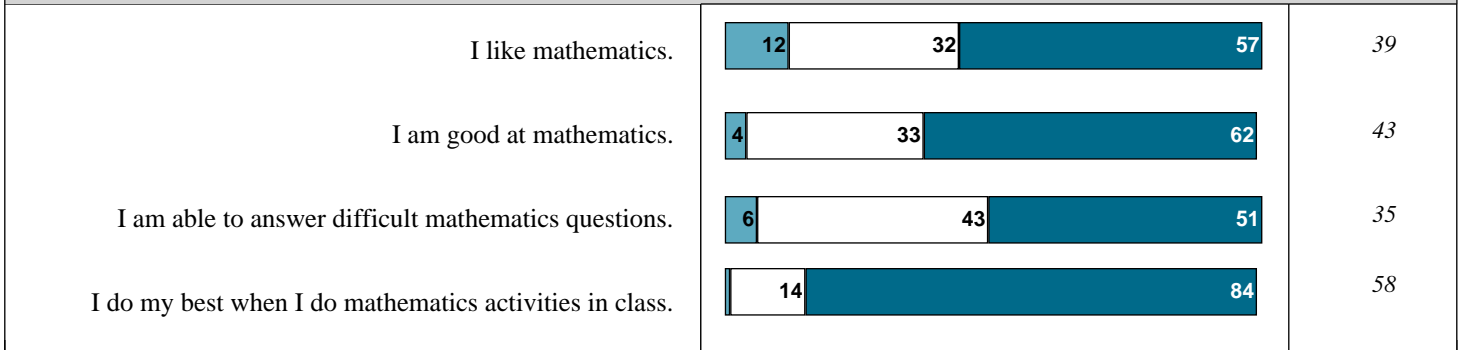 I like mathematics. 12 32 57 39
I am good at mathematics. 4 33 62 43
I am able to answer difficult mathematics questions. 6 43 51 35
I do my best when I do mathematics activities in class. 14 84 58